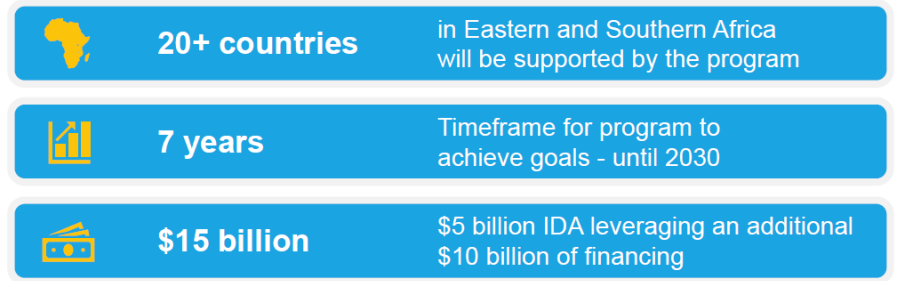 20+ countries
in Eastern and Southern Africa
will be supported by the program
7 years
Timeframe for program to
achieve goals - until 2030
$15 billion
$5 billion IDA leveraging an additional
$10 billion of financing